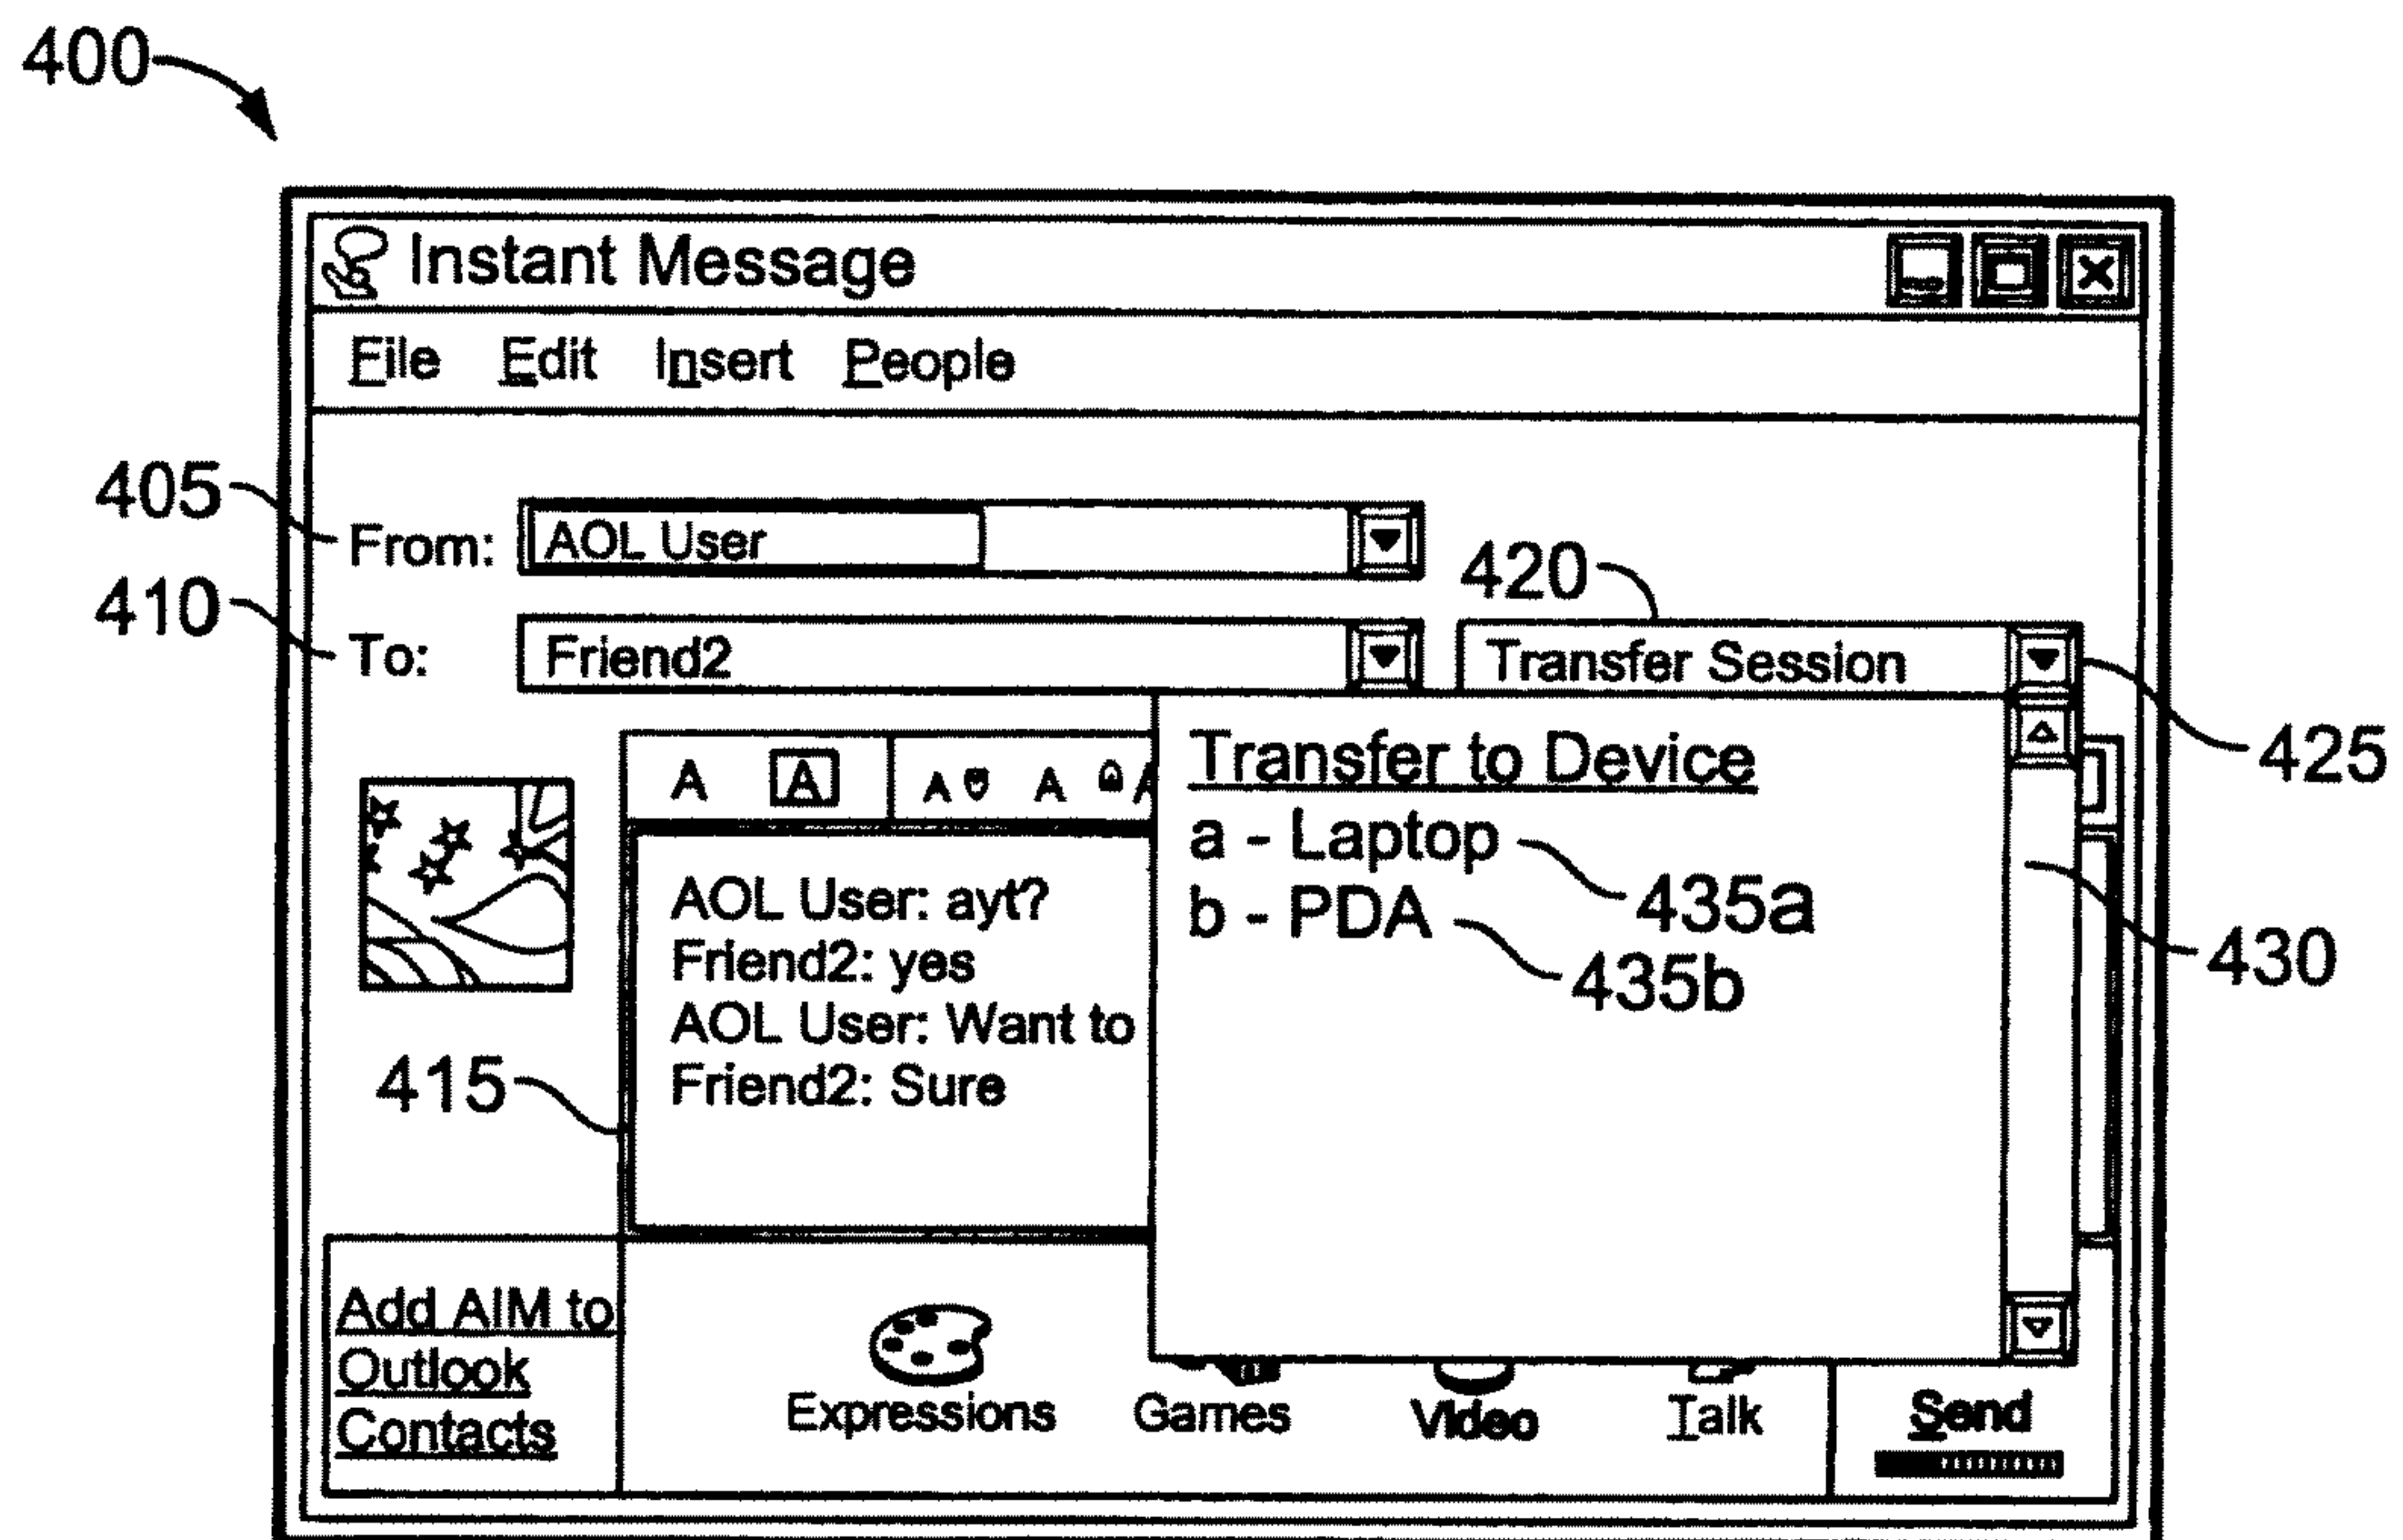 400
Instant Message
File Edit Insert People
405
From: AOL User
420
410
To: Friend2
Transfer Session
425
A A A A A
Transfer to Device
a - Laptop
435a
b - PDA
435b
430
AOL User: ayt?
Friend2: yes
AOL User: Want to
Friend2: Sure
415
Add AIM to
Outlook
Contacts
Expressions Games Video Talk Send